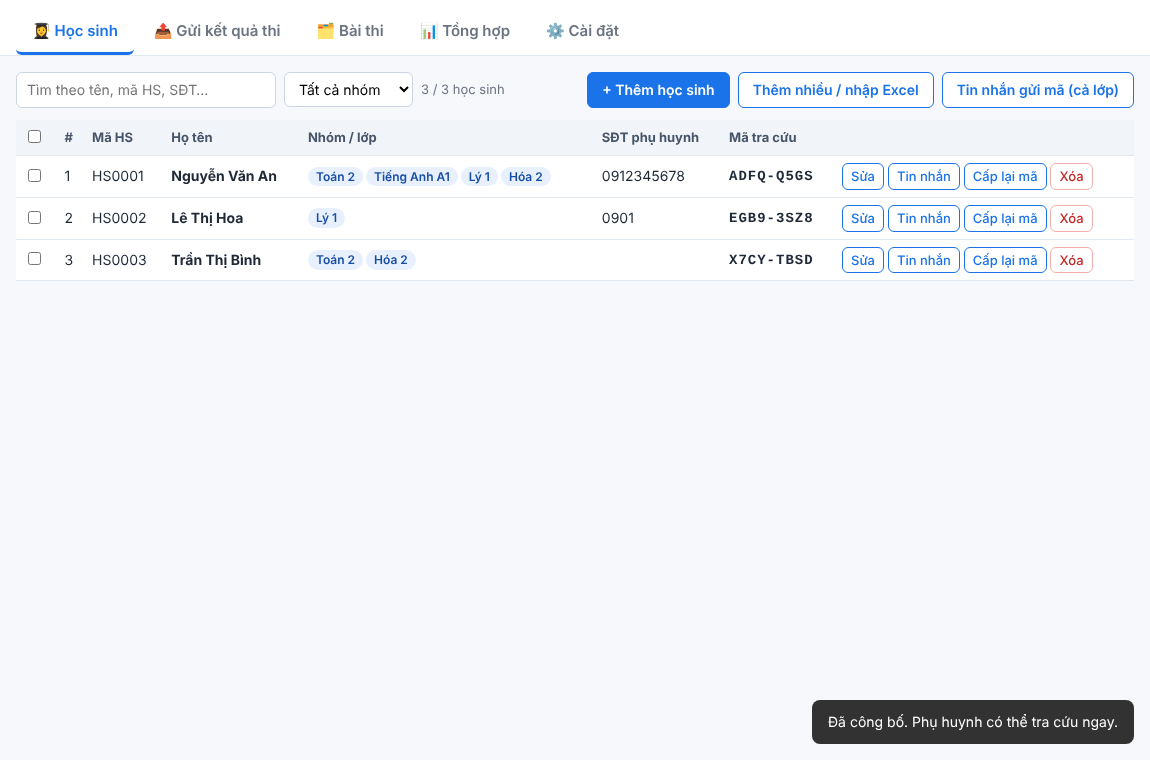 Học sinh Gửi kết quả thi Bài thi Tổng hợp Cài đặt
Tìm theo tên, mã HS, SĐT... Tất cả nhóm 3 / 3 học sinh + Thêm học sinh Thêm nhiều / nhập Excel Tin nhắn gửi mã (cả lớp)
# Mã HS Họ tên Nhóm / lớp SĐT phụ huynh Mã tra cứu
1 HS0001 Nguyễn Văn An Toán 2 Tiếng Anh A1 Lý 1 Hóa 2 0912345678 ADFQ-Q5GS Sửa Tin nhắn Cấp lại mã Xóa
2 HS0002 Lê Thị Hoa Lý 1 0901 EGB9-3SZ8 Sửa Tin nhắn Cấp lại mã Xóa
3 HS0003 Trần Thị Bình Toán 2 Hóa 2 X7CY-TBSD Sửa Tin nhắn Cấp lại mã Xóa
Đã công bố. Phụ huynh có thể tra cứu ngay.